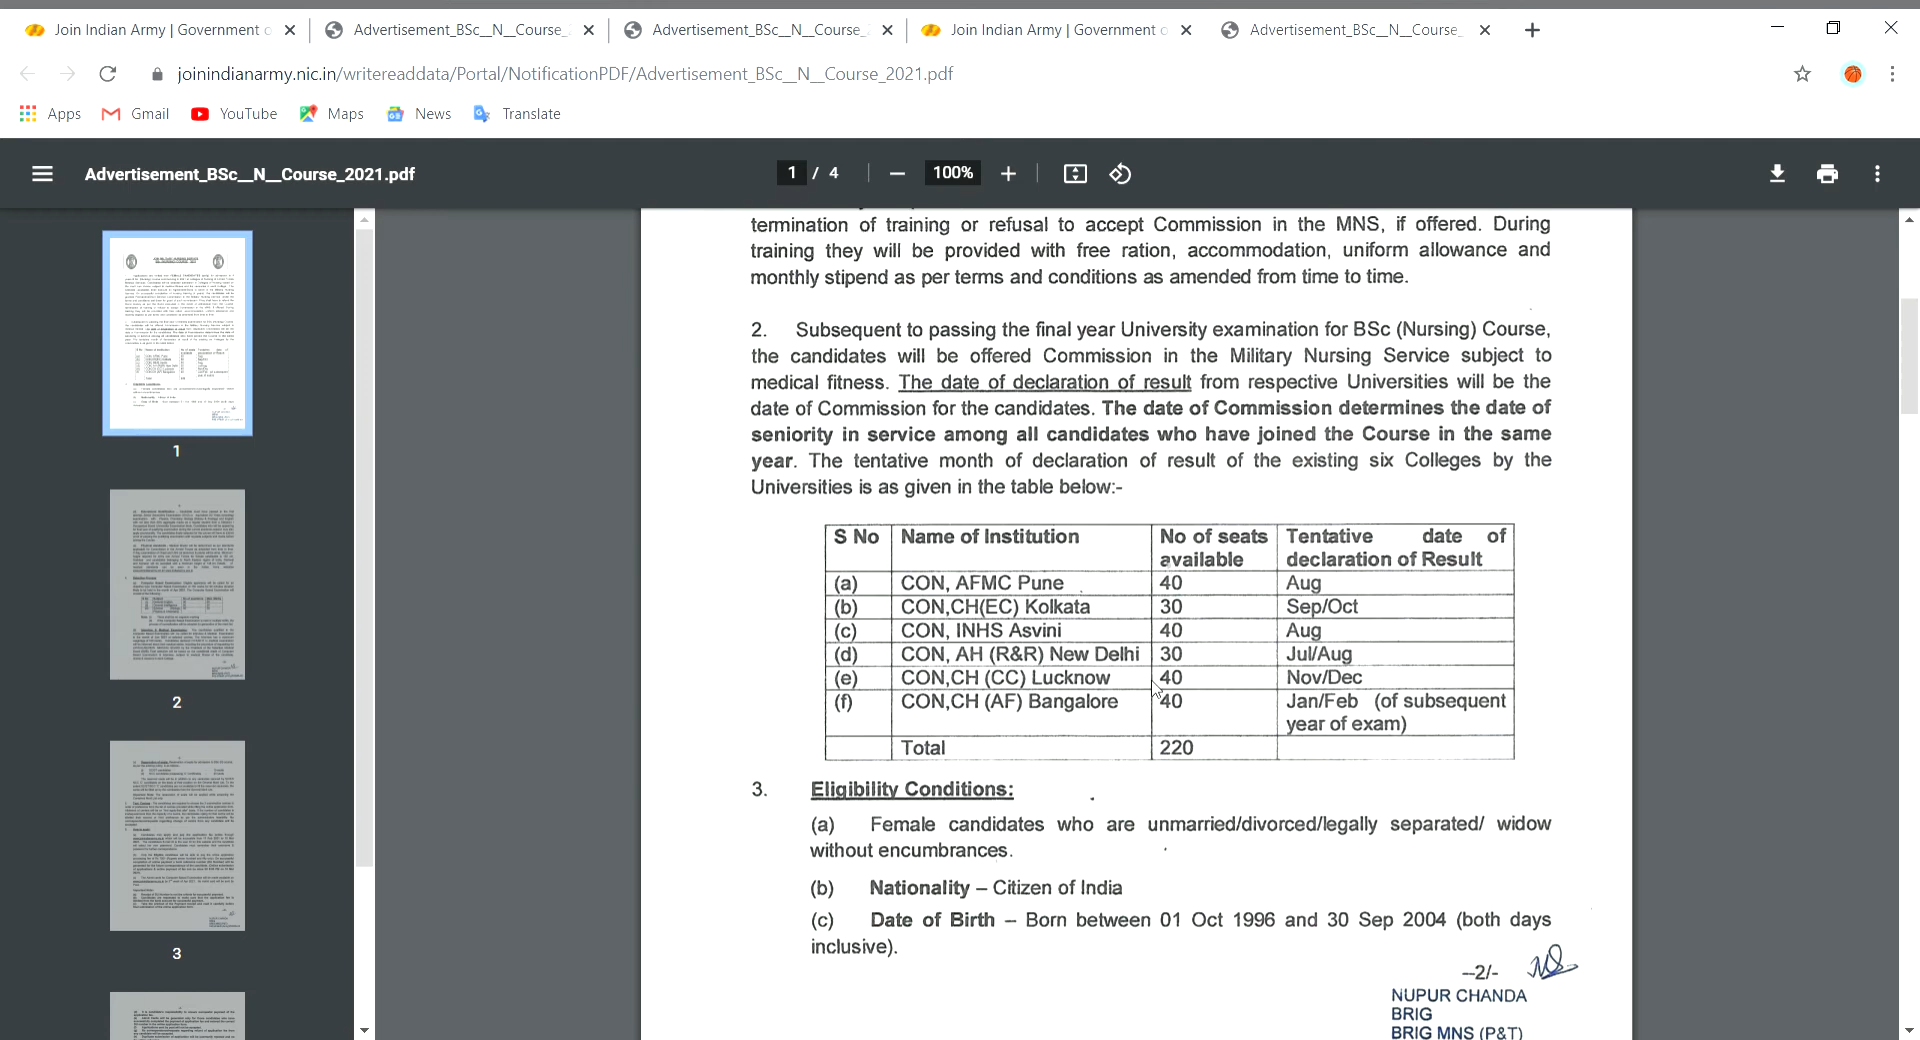 Join Indian Army | Government o
Advertisement_BSc__N__Course_2
Advertisement_BSc__N__Course_2
Join Indian Army | Government o
Advertisement_BSc__N__Course_
joinindianarmy.nic.in/writereaddata/Portal/NotificationPDF/Advertisement_BSc__N__Course_2021.pdf
Apps Gmail YouTube Maps News Translate
Advertisement_BSc__N__Course_2021.pdf 1 / 4 100%
1
2
3
termination of training or refusal to accept Commission in the MNS, if offered. During
training they will be provided with free ration, accommodation, uniform allowance and
monthly stipend as per terms and conditions as amended from time to time.
2. Subsequent to passing the final year University examination for BSc (Nursing) Course,
the candidates will be offered Commission in the Military Nursing Service subject to
medical fitness. The date of declaration of result from respective Universities will be the
date of Commission for the candidates. The date of Commission determines the date of
seniority in service among all candidates who have joined the Course in the same
year. The tentative month of declaration of result of the existing six Colleges by the
Universities is as given in the table below:-
S No Name of Institution No of seats Tentative date of
available declaration of Result
(a) CON, AFMC Pune 40 Aug
(b) CON,CH(EC) Kolkata 30 Sep/Oct
(c) CON, INHS Asvini 40 Aug
(d) CON, AH (R&R) New Delhi 30 Jul/Aug
(e) CON,CH (CC) Lucknow 40 Nov/Dec
(f) CON,CH (AF) Bangalore 40 Jan/Feb (of subsequent
year of exam)
Total 220
3. Eligibility Conditions:
(a) Female candidates who are unmarried/divorced/legally separated/ widow
without encumbrances.
(b) Nationality – Citizen of India
(c) Date of Birth – Born between 01 Oct 1996 and 30 Sep 2004 (both days
inclusive).
--2/-
NUPUR CHANDA
BRIG
BRIG MNS (P&T)